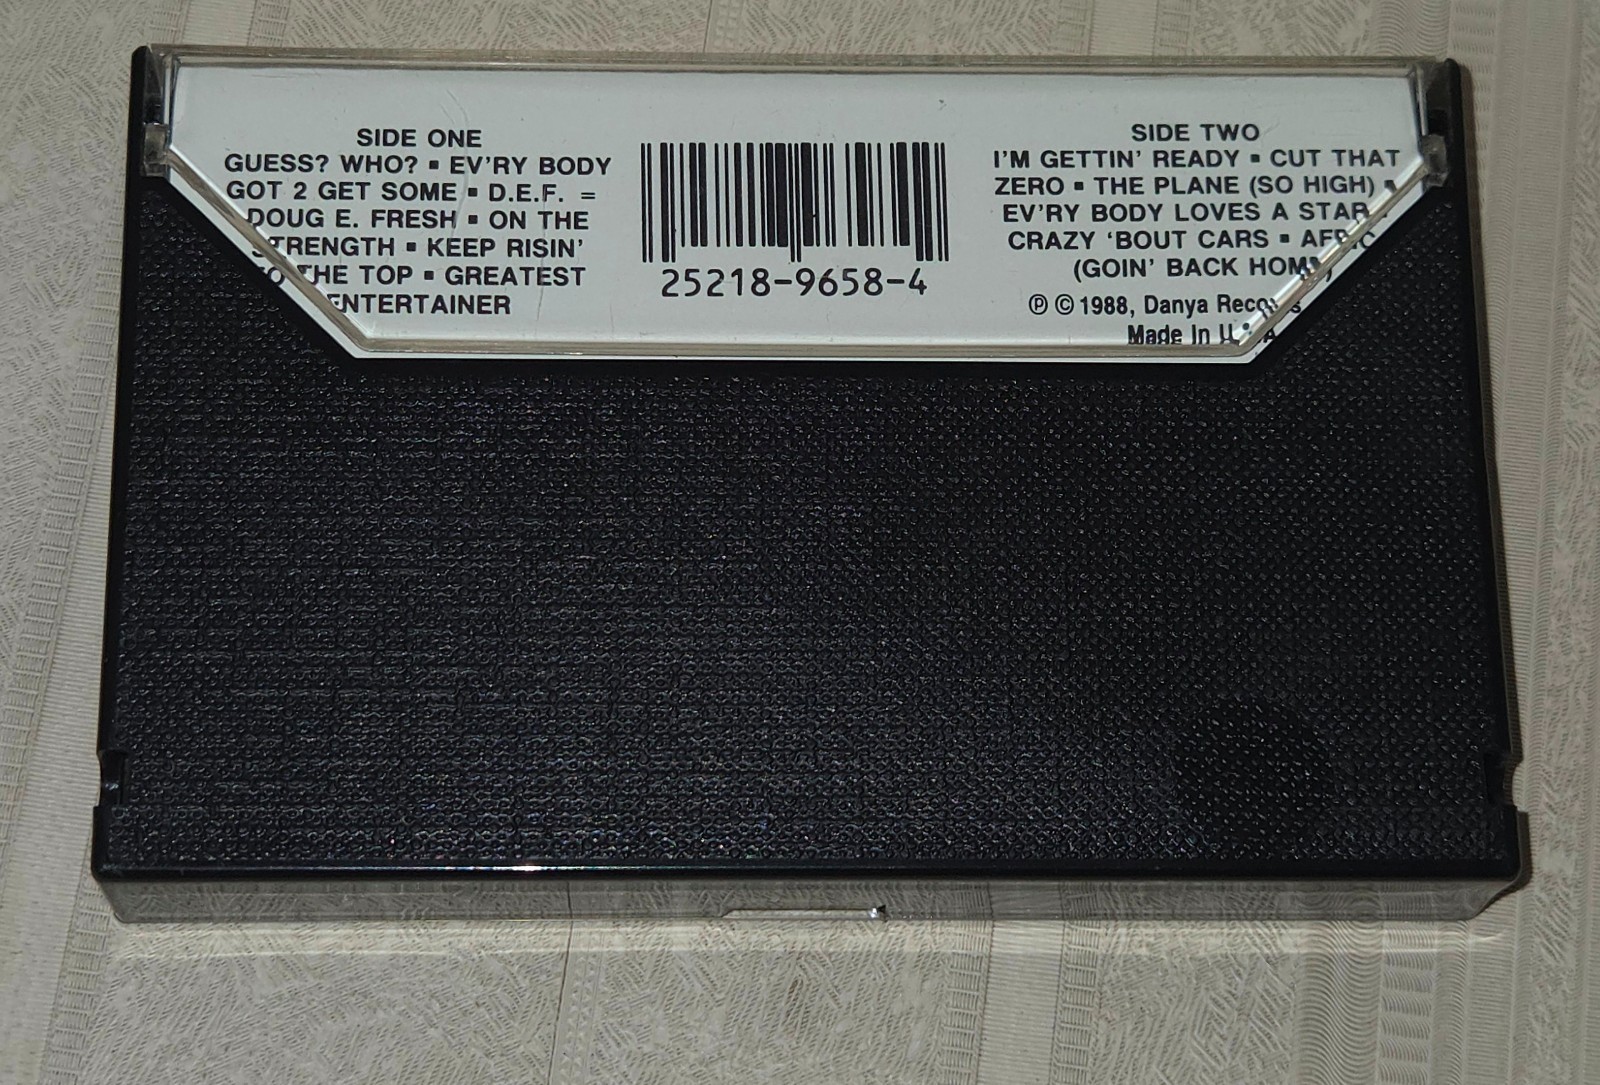 SIDE ONE
GUESS? WHO? ▪ EV'RY BODY
GOT 2 GET SOME ▪ D.E.F. =
DOUG E. FRESH ▪ ON THE
STRENGTH ▪ KEEP RISIN'
TO THE TOP ▪ GREATEST
ENTERTAINER
25218-9658-4
SIDE TWO
I'M GETTIN' READY ▪ CUT THAT
ZERO ▪ THE PLANE (SO HIGH) ▪
EV'RY BODY LOVES A STAR ▪
CRAZY 'BOUT CARS ▪
(GOIN' BACK HOME)
℗ © 1988, Danya Records
Made In U.S.A.